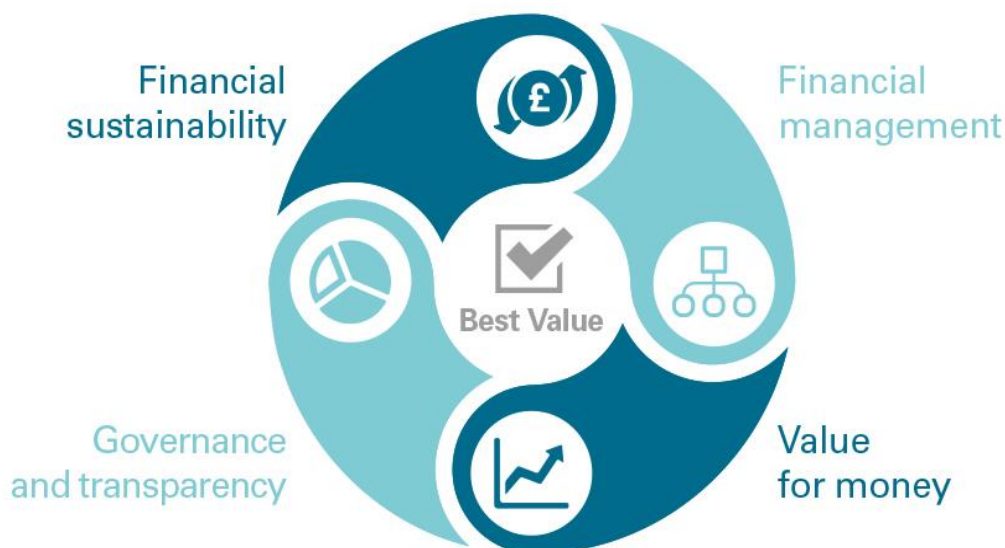 Financial
sustainability
£
Financial
management
Best Value
Governance
and transparency
Value
for money